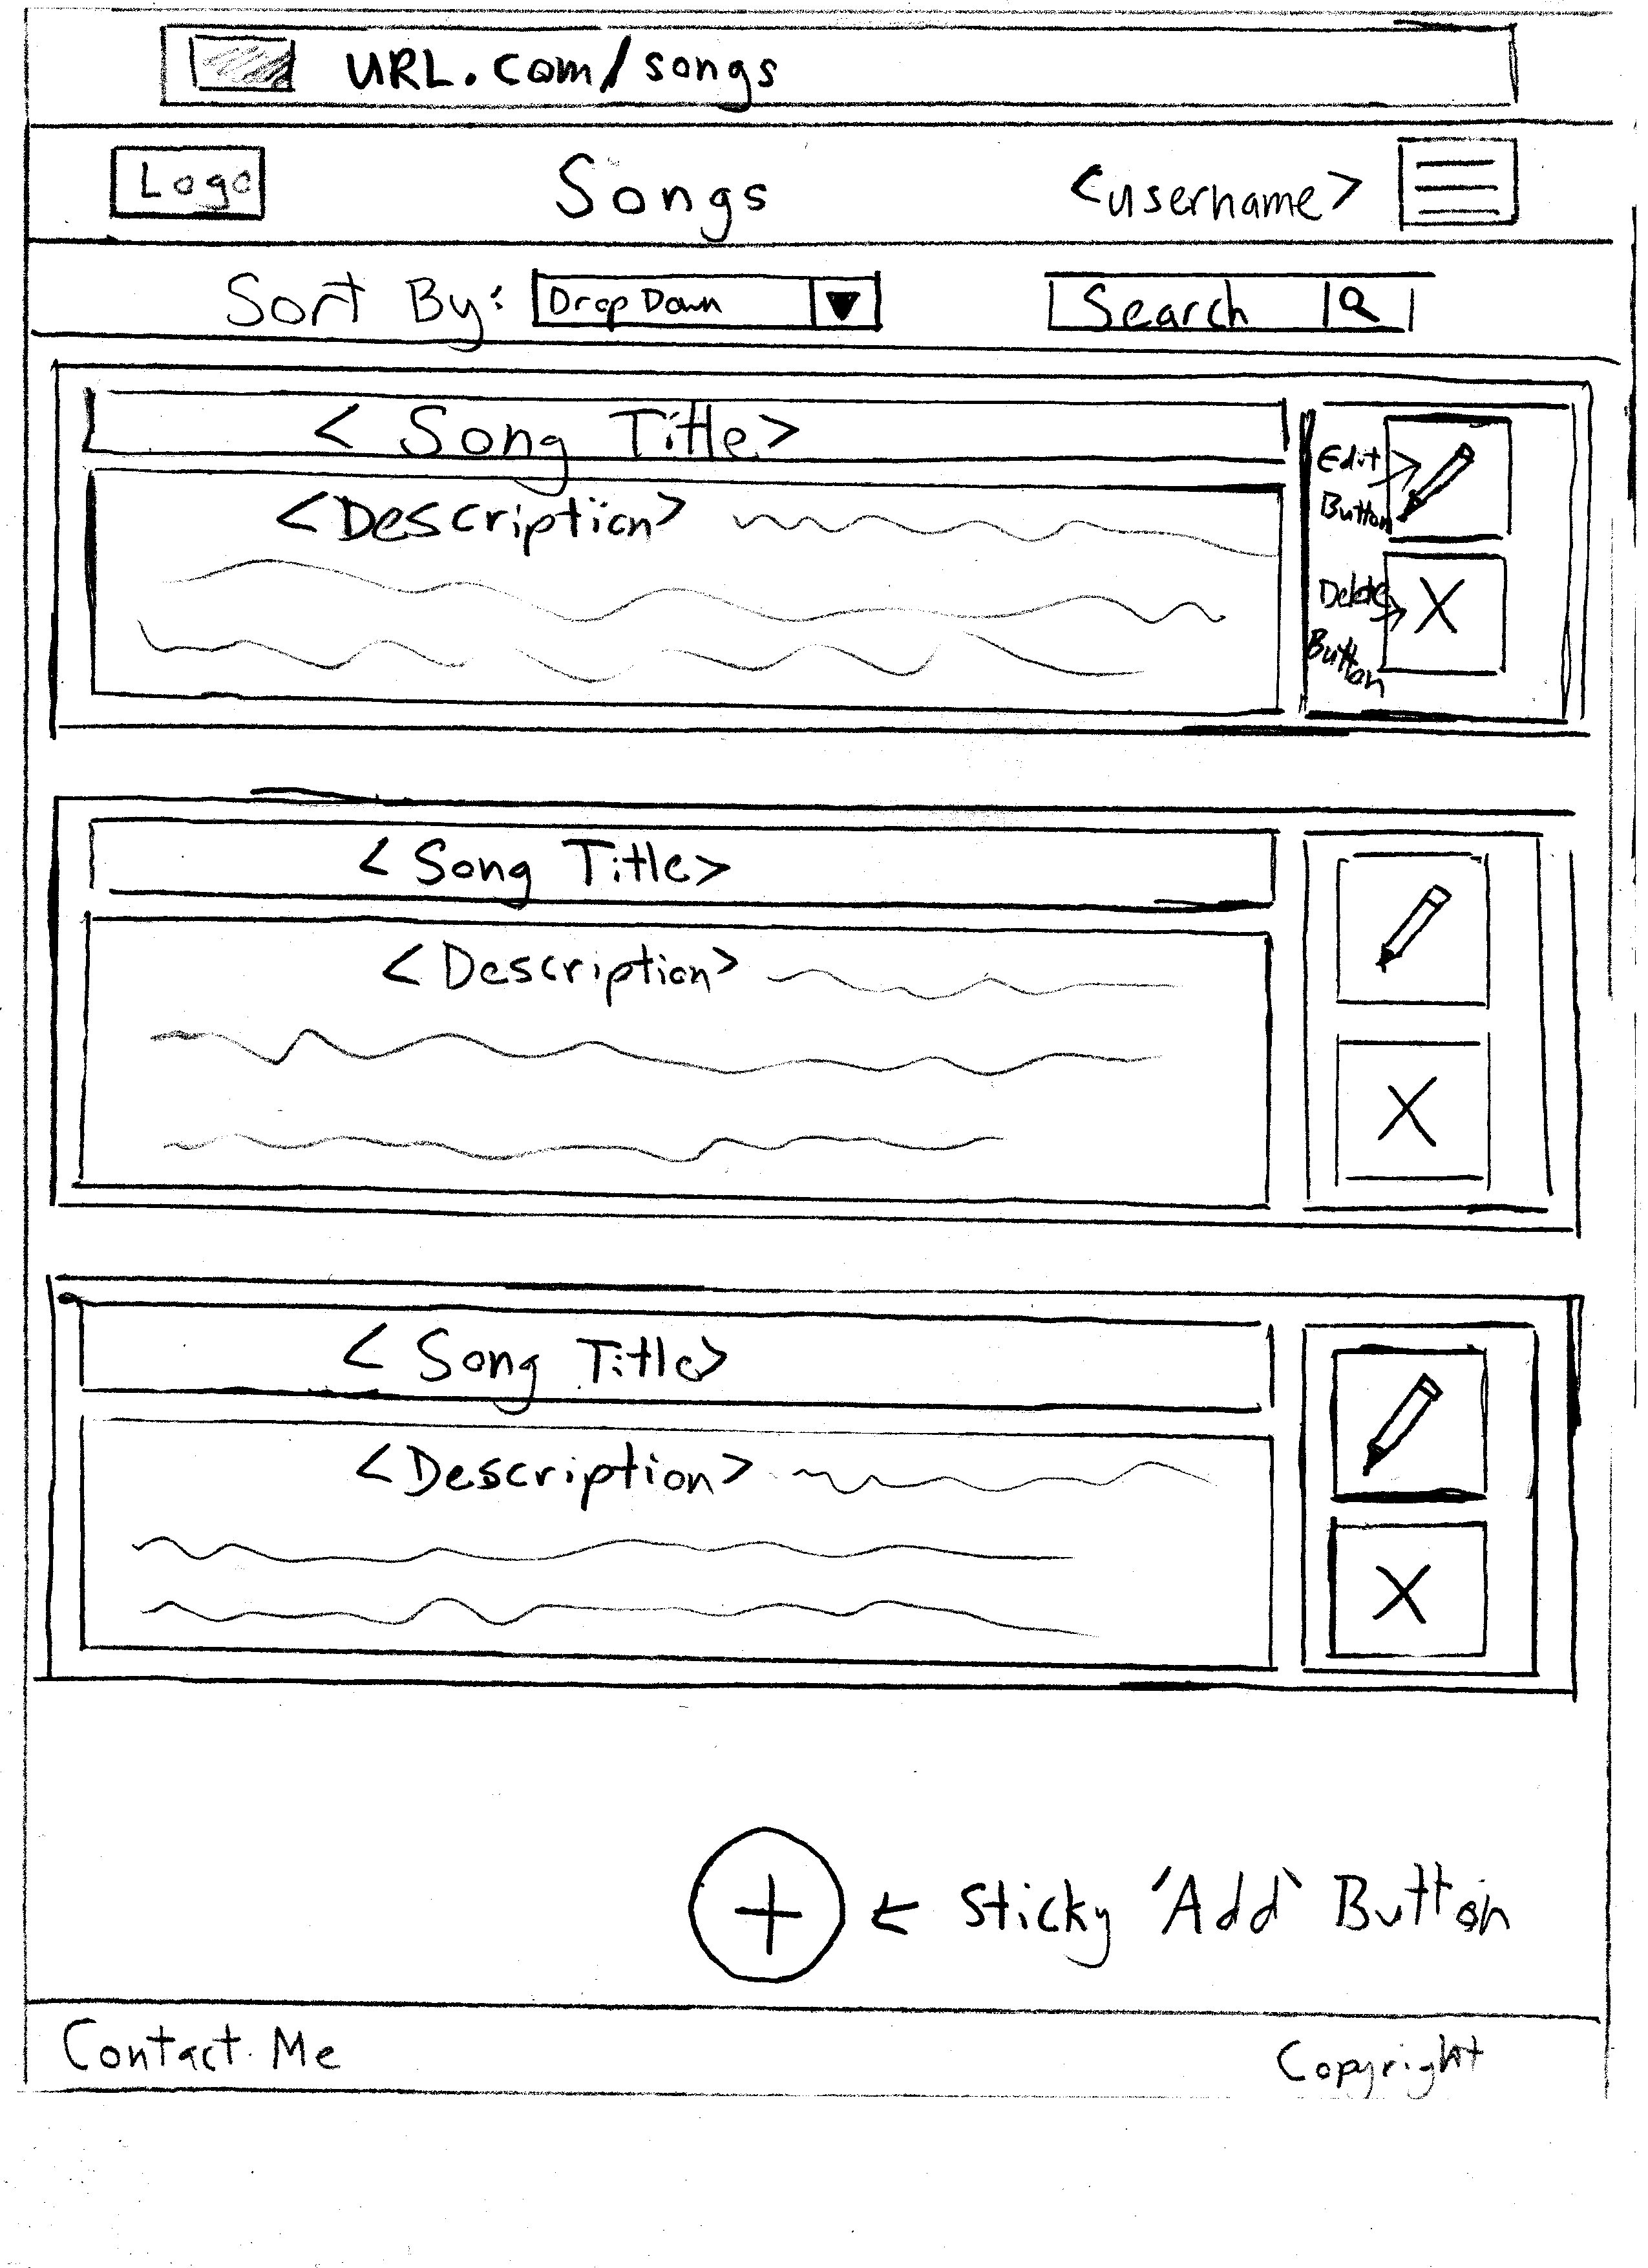 URL.com/songs
Logo
Songs
<username>
Sort By:
Drop Down
Search
< Song Title>
Edit
Button
<Description>
Delete
Button
< Song Title>
< Description>
< Song Title>
<Description>
+ ← Sticky 'Add' Button
Contact Me
Copyright